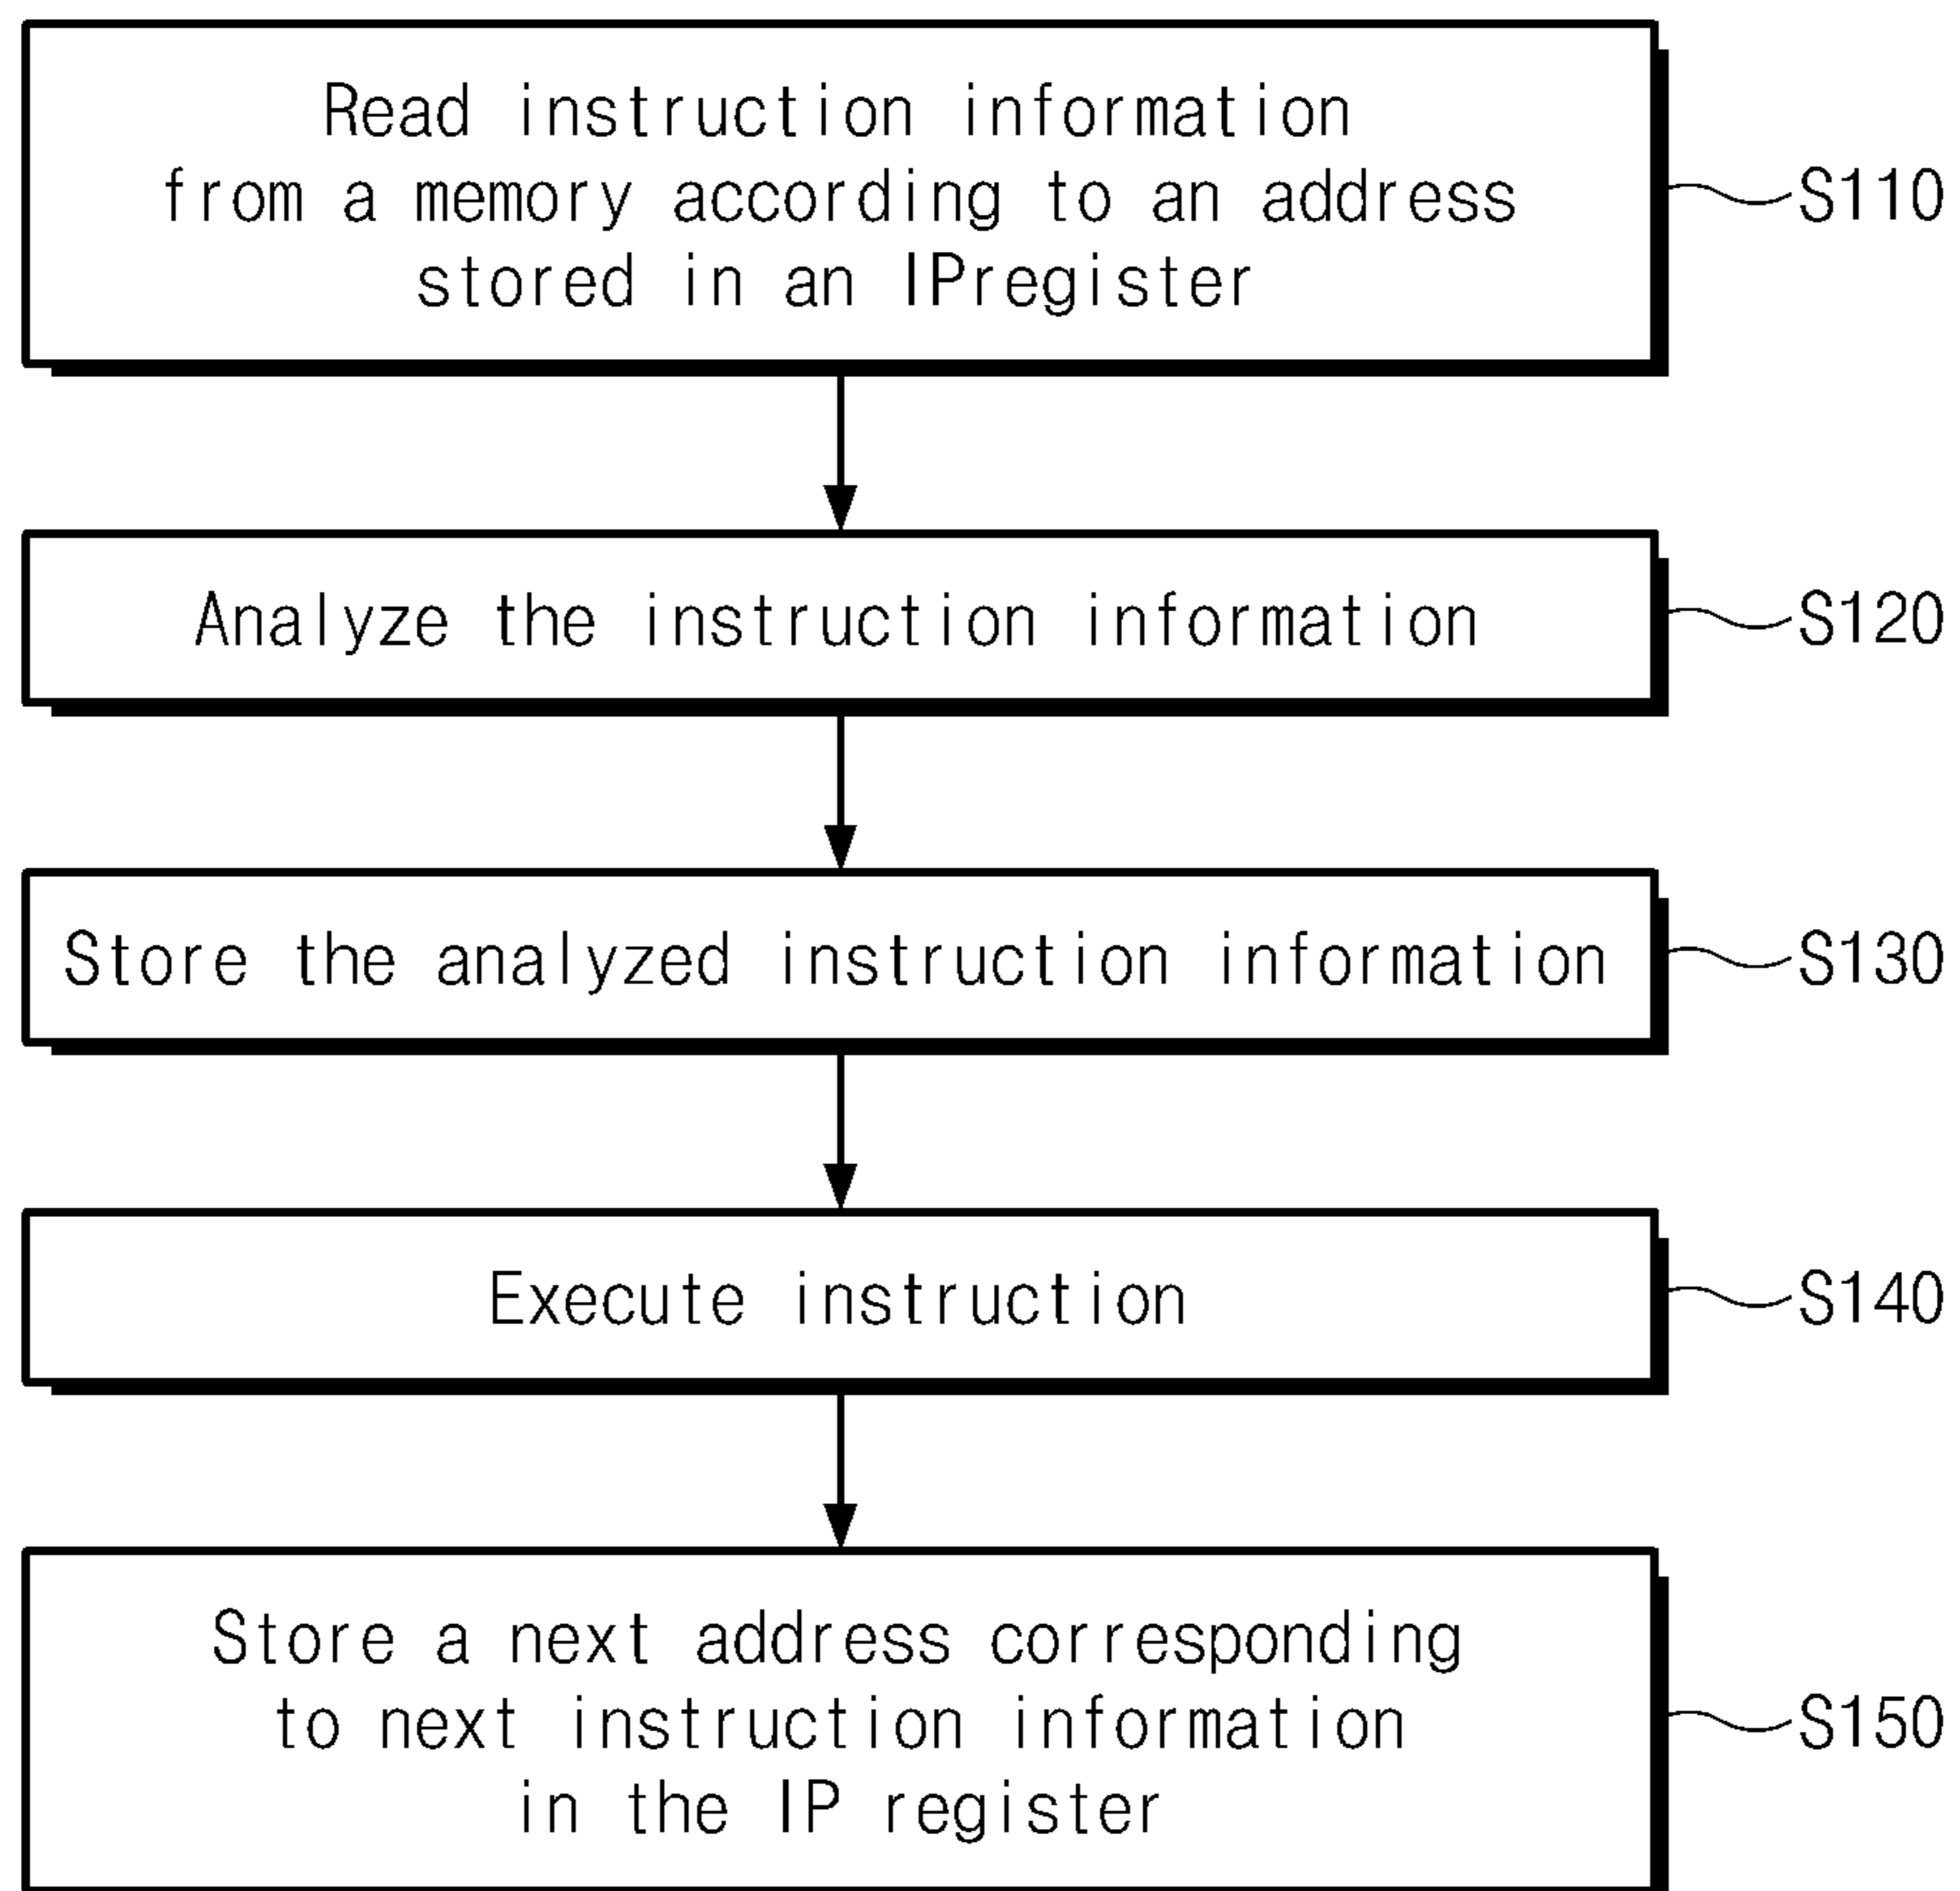 Read instruction information
from a memory according to an address
stored in an IPregister
S110
Analyze the instruction information
S120
Store the analyzed instruction information
S130
Execute instruction
S140
Store a next address corresponding
to next instruction information
in the IP register
S150